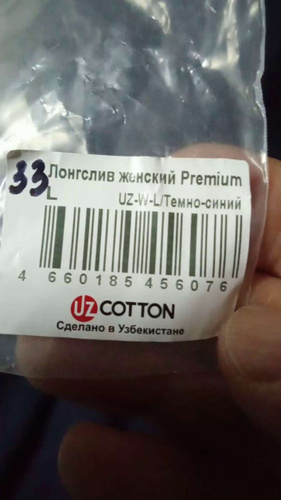 33 Лонгслив женский Premium
L UZ-W-L/Темно-синий
4 660185 456076
UZ COTTON
Сделано в Узбекистане